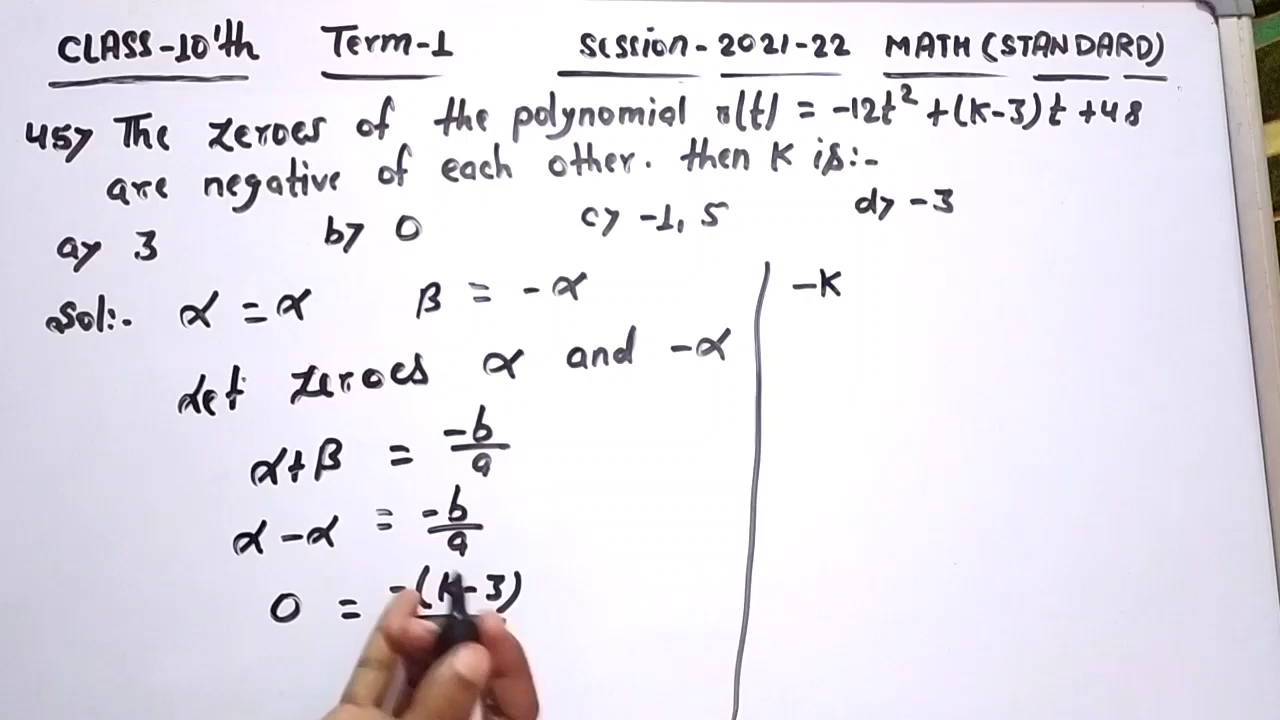 CLASS-10'th Term-1 Session-2021-22 MATH (STANDARD)
45> The zeroes of the polynomial r(t) = -12t² + (K-3)t + 48
are negative of each other. then K is:-
a> 3 b> 0 c> -1, 5 d> -3
Sol:. α = α β = -α
Let zeroes α and -α
α+β = -b/a
α-α = -b/a
0 = -(K-3)
-K